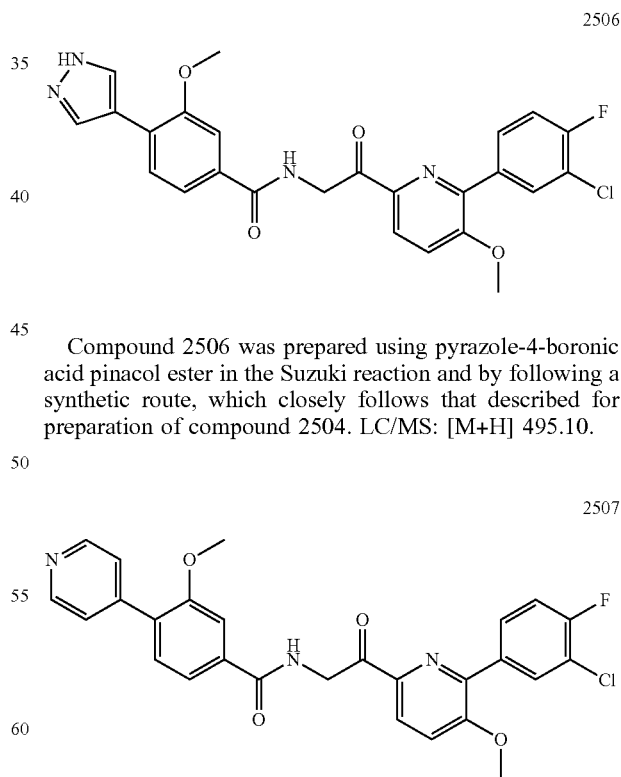 2506
35
HN
N
O
O
H
N
O
N
F
Cl
O
40
45
Compound 2506 was prepared using pyrazole-4-boronic
acid pinacol ester in the Suzuki reaction and by following a
synthetic route, which closely follows that described for
preparation of compound 2504. LC/MS: [M+H] 495.10.
50
2507
N
O
55
O
H
N
O
N
F
Cl
O
60